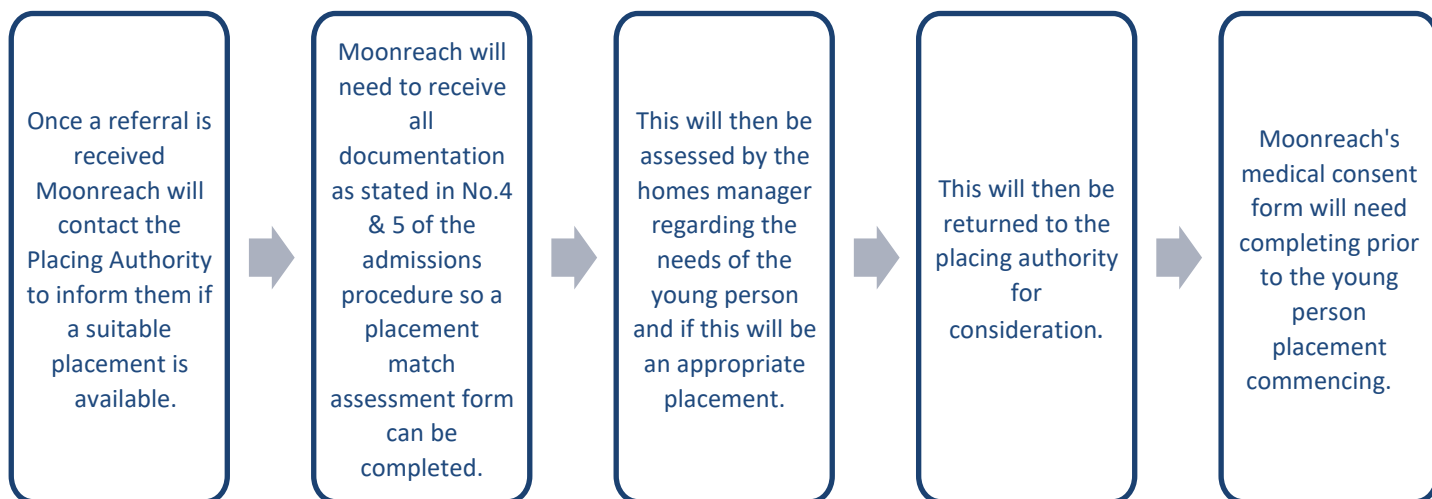 Once a referral is
received
Moonreach will
contact the
Placing Authority
to inform them if
a suitable
placement is
available.
Moonreach will
need to receive
all
documentation
as stated in No.4
& 5 of the
admissions
procedure so a
placement
match
assessment form
can be
completed.
This will then be
assessed by the
homes manager
regarding the
needs of the
young person
and if this will be
an appropriate
placement.
This will then be
returned to the
placing authority
for
consideration.
Moonreach's
medical consent
form will need
completing prior
to the young
person
placement
commencing.